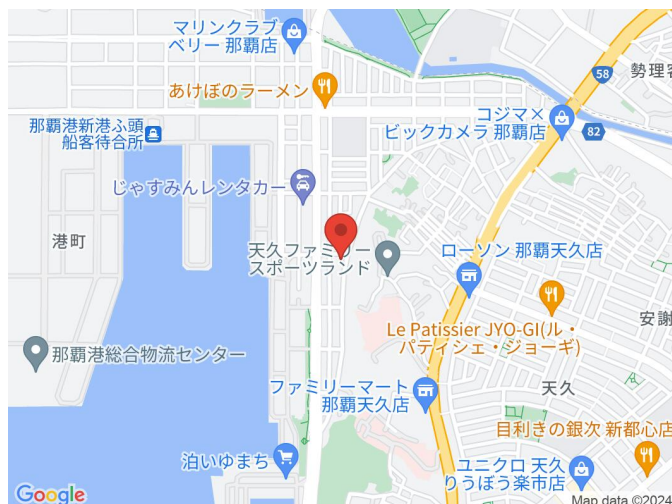 マリンクラブ
ベリー 那覇店
あけぼのラーメン
58
勢理客
コジマ×
ビックカメラ 那覇店
82
那覇港新港ふ頭
船客待合所
じゃすみんレンタカー
港町
天久ファミリー
スポーツランド
ローソン 那覇天久店
安謝
Le Patissier JYO-GI(ル・
パティシェ・ジョーギ)
那覇港総合物流センター
ファミリーマート
那覇天久店
天久
目利きの銀次 新都心店
泊いゆまち
ユニクロ 天久
りうぼう楽市店
Google
Map data ©2024